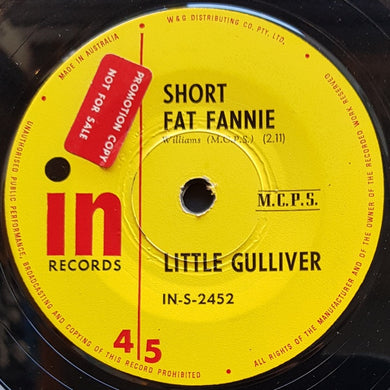 W & G DISTRIBUTING CO. PTY. LTD.
MADE IN AUSTRALIA
PROMOTION COPY
NOT FOR SALE
SHORT
FAT FANNIE
Williams (M.C.P.S.) (2.11)
in
RECORDS
M.C.P.S.
LITTLE GULLIVER
IN-S-2452
45
UNAUTHORISED PUBLIC PERFORMANCE, BROADCASTING AND COPYING OF THIS RECORD PROHIBITED
ALL RIGHTS OF THE MANUFACTURER AND OF THE OWNER OF THE RECORDED WORK RESERVED